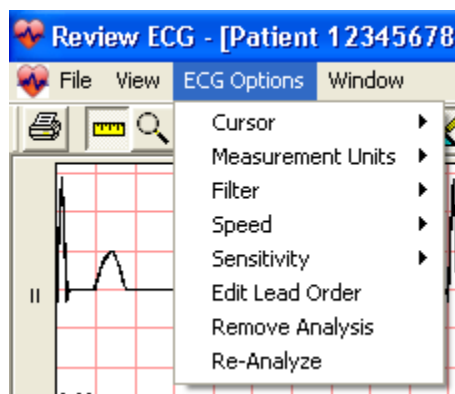 Review ECG - [Patient 12345678
File View ECG Options Window
Cursor
Measurement Units
Filter
Speed
Sensitivity
Edit Lead Order
Remove Analysis
Re-Analyze
II